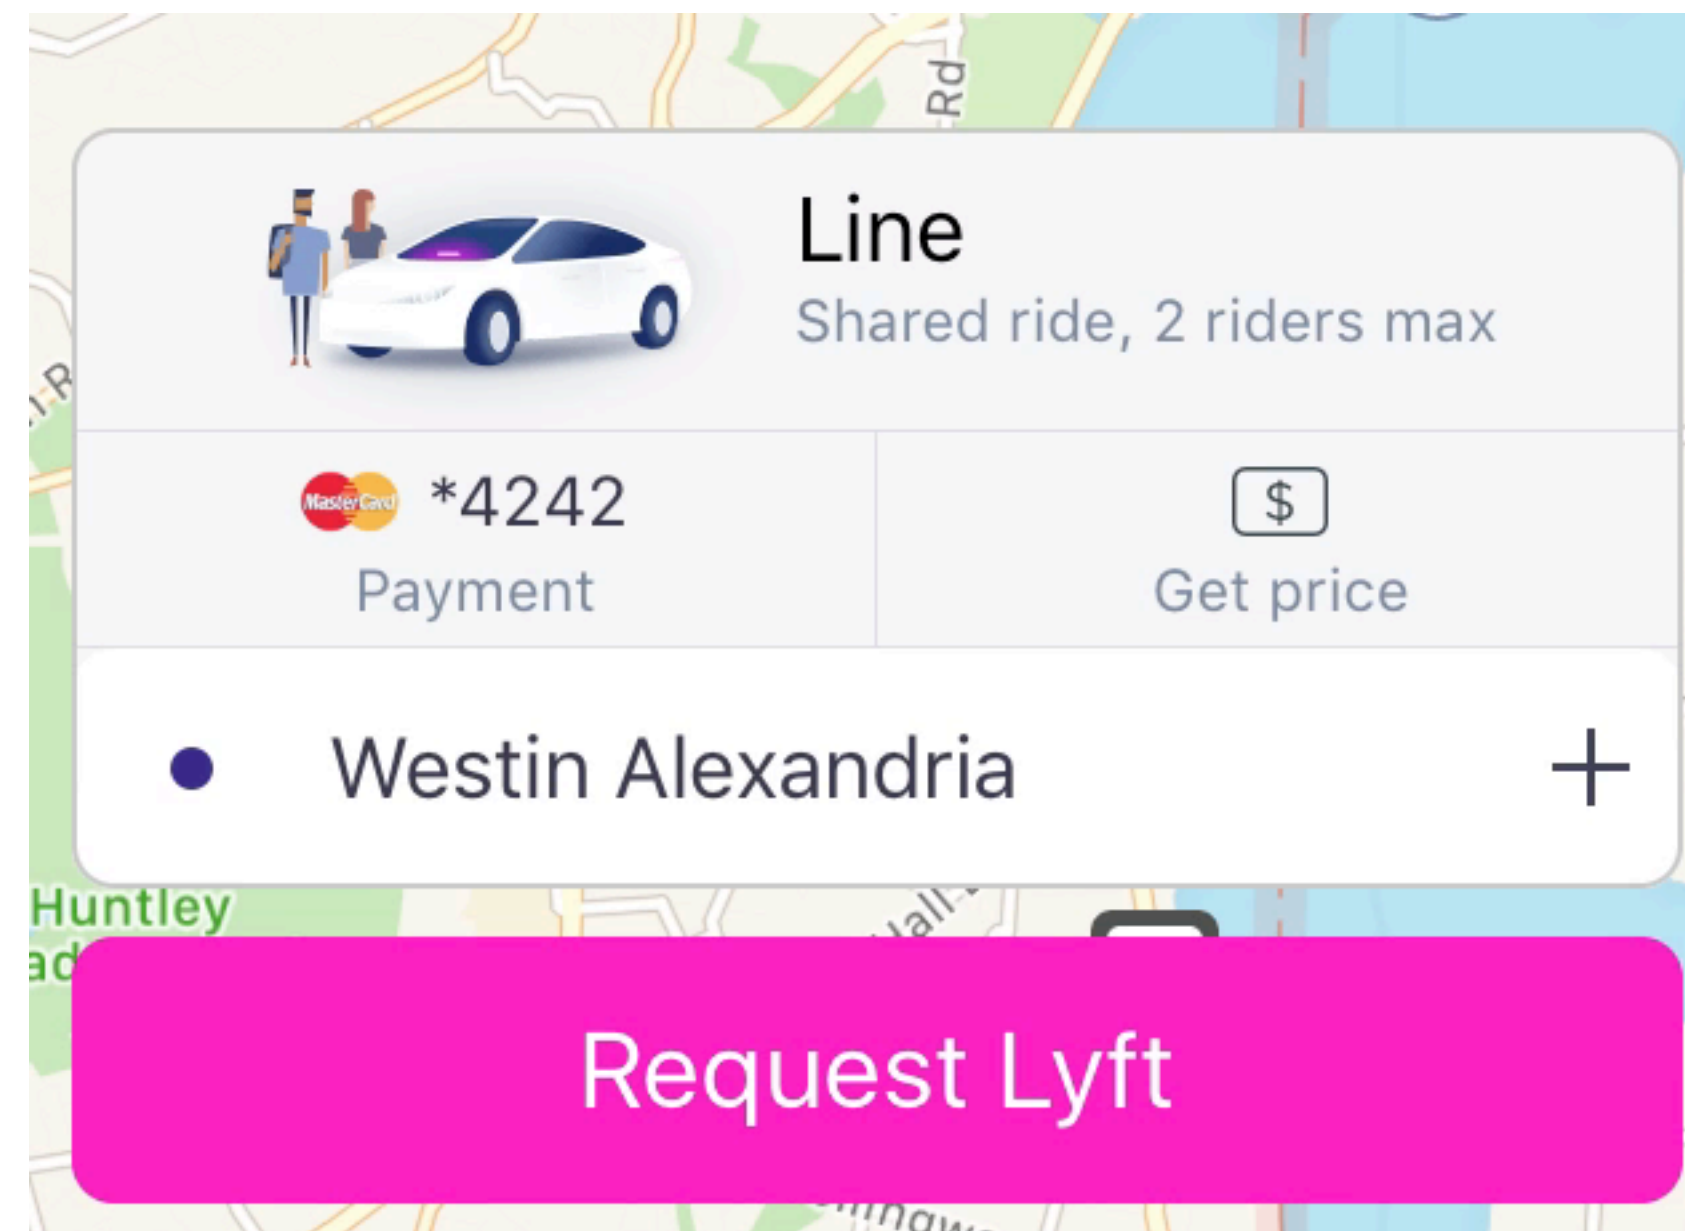 Rd
Line
Shared ride, 2 riders max
MasterCard *4242
Payment
$
Get price
Westin Alexandria
Huntley
Request Lyft